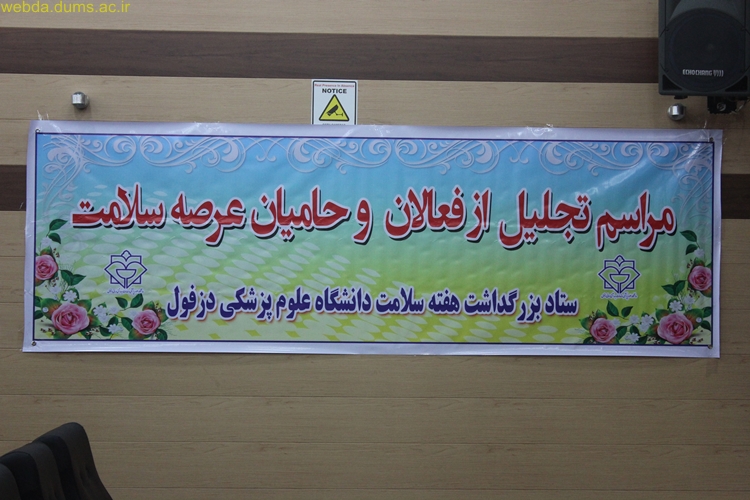 webda.dums.ac.ir
NOTICE
مراسم تجلیل از فعالان و حامیان عرصه سلامت
ستاد بزرگداشت هفته سلامت دانشگاه علوم پزشکی دزفول